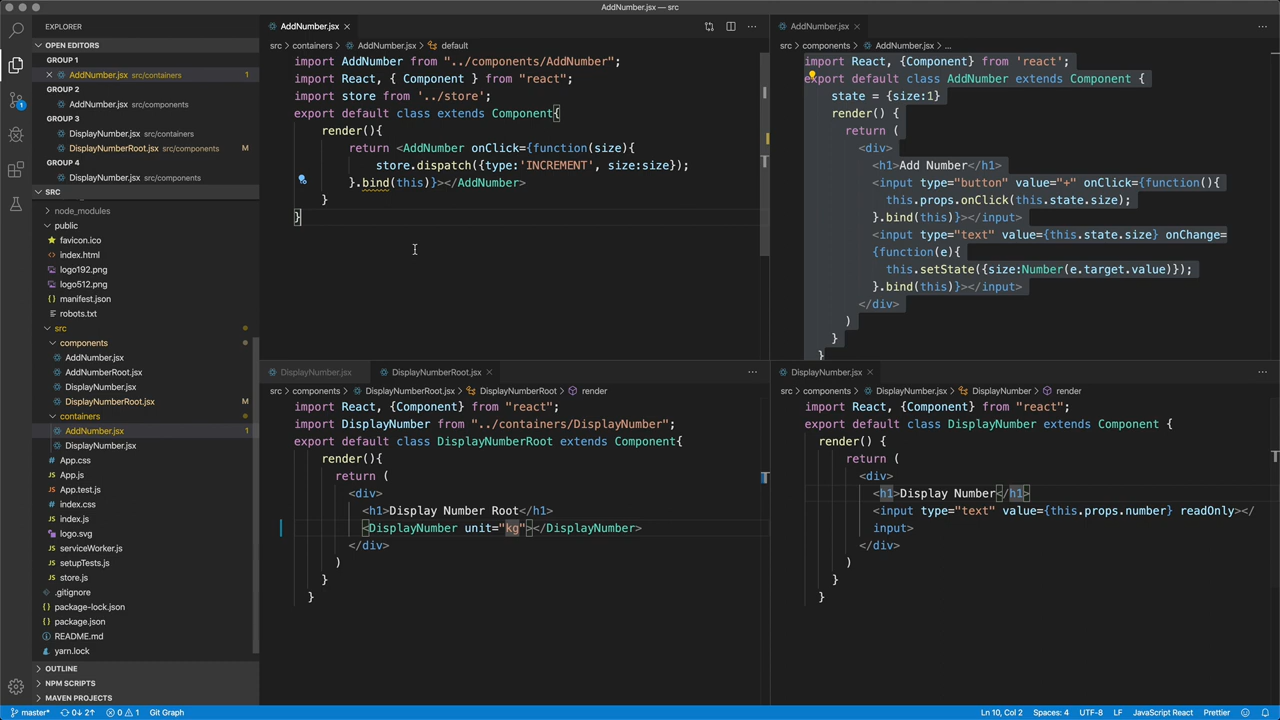 AddNumber.jsx — src
EXPLORER
OPEN EDITORS
GROUP 1
AddNumber.jsx src/containers 1
GROUP 2
AddNumber.jsx src/components
GROUP 3
DisplayNumber.jsx src/containers
DisplayNumberRoot.jsx src/components M
GROUP 4
DisplayNumber.jsx src/components
SRC
node_modules
public
favicon.ico
index.html
logo192.png
logo512.png
manifest.json
robots.txt
src
components
AddNumber.jsx
AddNumberRoot.jsx
DisplayNumber.jsx
DisplayNumberRoot.jsx M
containers
AddNumber.jsx 1
DisplayNumber.jsx
App.css
App.js
App.test.js
index.css
index.js
logo.svg
serviceWorker.js
setupTests.js
store.js
.gitignore
package-lock.json
package.json
README.md
yarn.lock
OUTLINE
NPM SCRIPTS
MAVEN PROJECTS
AddNumber.jsx
src > containers > AddNumber.jsx > default
import AddNumber from "../components/AddNumber";
import React, { Component } from "react";
import store from '../store';
export default class extends Component{
render(){
return <AddNumber onClick={function(size){
store.dispatch({type:'INCREMENT', size:size});
}.bind(this)}></AddNumber>
}
}
AddNumber.jsx
src > components > AddNumber.jsx > ...
import React, {Component} from 'react';
export default class AddNumber extends Component {
state = {size:1}
render() {
return (
<div>
<h1>Add Number</h1>
<input type="button" value="+" onClick={function(){
this.props.onClick(this.state.size);
}.bind(this)}></input>
<input type="text" value={this.state.size} onChange=
{function(e){
this.setState({size:Number(e.target.value)});
}.bind(this)}></input>
</div>
)
}
}
DisplayNumber.jsx DisplayNumberRoot.jsx
src > components > DisplayNumberRoot.jsx > DisplayNumberRoot > render
import React, {Component} from "react";
import DisplayNumber from "../containers/DisplayNumber";
export default class DisplayNumberRoot extends Component{
render(){
return (
<div>
<h1>Display Number Root</h1>
<DisplayNumber unit="kg"></DisplayNumber>
</div>
)
}
}
DisplayNumber.jsx
src > components > DisplayNumber.jsx > DisplayNumber > render
import React, {Component} from "react";
export default class DisplayNumber extends Component {
render() {
return (
<div>
<h1>Display Number</h1>
<input type="text" value={this.props.number} readOnly></
input>
</div>
)
}
}
master* 0↓ 2↑ 0 1 Git Graph Ln 10, Col 2 Spaces: 4 UTF-8 LF JavaScript React Prettier